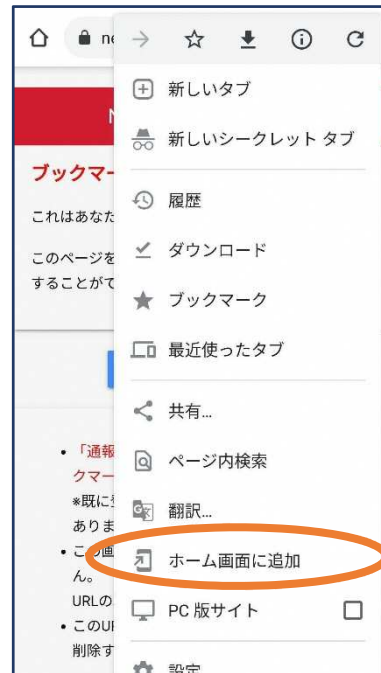 ne
N
新しいタブ
新しいシークレット タブ
ブックマー
履歴
これはあなた
ダウンロード
このページを
することがで
ブックマーク
最近使ったタブ
共有...
「通報
ページ内検索
クマー
*既に
翻訳...
ありま
この画
ホーム画面に追加
ん。
URLの
PC 版サイト
このU
削除す
設定